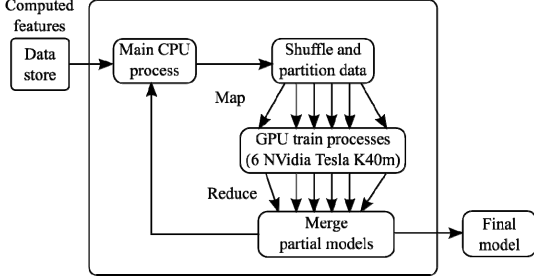 Computed
features
Data
store
Main CPU
process
Shuffle and
partition data
Map
GPU train processes
(6 NVidia Tesla K40m)
Reduce
Merge
partial models
Final
model